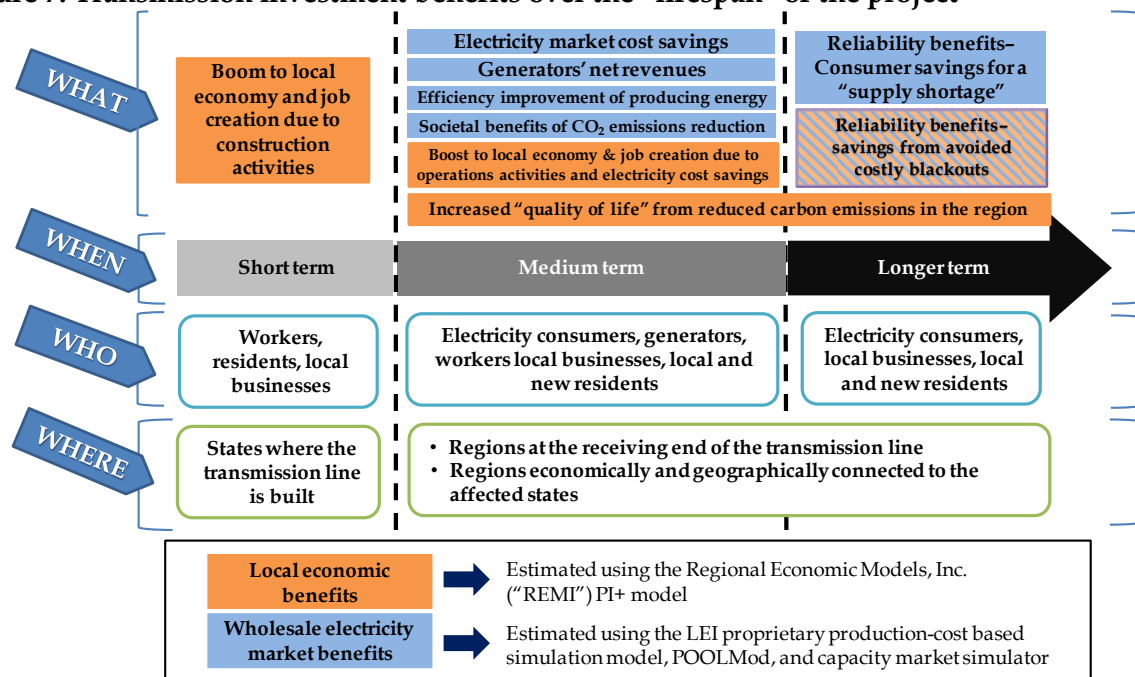 Figure 7. Transmission investment benefits over the "lifespan" of the project
WHAT
Boom to local
economy and job
creation due to
construction
activities
Electricity market cost savings
Generators' net revenues
Efficiency improvement of producing energy
Societal benefits of CO₂ emissions reduction
Boost to local economy & job creation due to
operations activities and electricity cost savings
Reliability benefits–
Consumer savings for a
"supply shortage"
Reliability benefits–
savings from avoided
costly blackouts
Increased "quality of life" from reduced carbon emissions in the region
WHEN
Short term
Medium term
Longer term
WHO
Workers,
residents, local
businesses
Electricity consumers, generators,
workers local businesses, local and
new residents
Electricity consumers,
local businesses, local
and new residents
WHERE
States where the
transmission line
is built
• Regions at the receiving end of the transmission line
• Regions economically and geographically connected to the
affected states
Local economic
benefits
Estimated using the Regional Economic Models, Inc.
("REMI") PI+ model
Wholesale electricity
market benefits
Estimated using the LEI proprietary production-cost based
simulation model, POOLMod, and capacity market simulator